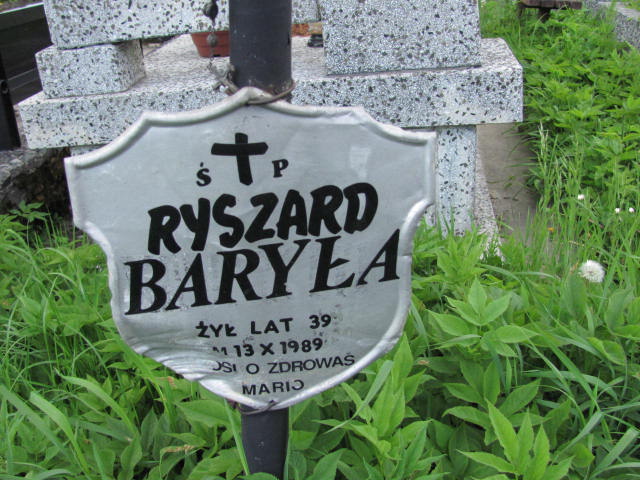 Ś P
RYSZARD
BARYŁA
ŻYŁ LAT 39
13 X 1989
O ZDROWAŚ
MARIO